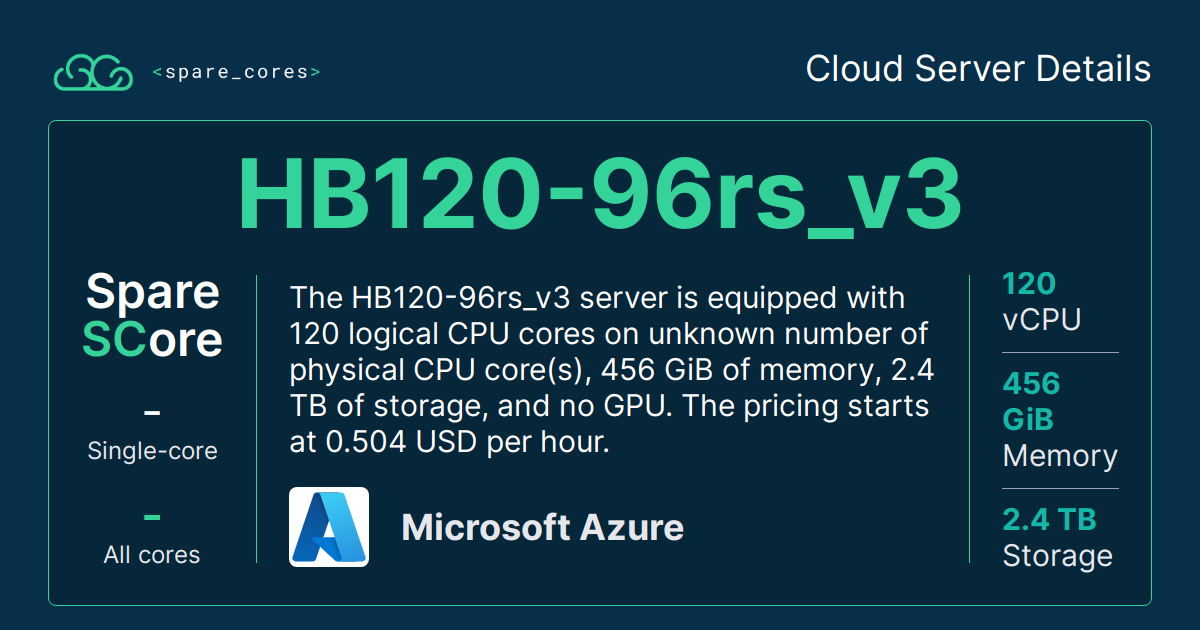 <spare_cores>
Cloud Server Details
HB120-96rs_v3
Spare
SCore
–
Single-core
–
All cores
The HB120-96rs_v3 server is equipped with
120 logical CPU cores on unknown number of
physical CPU core(s), 456 GiB of memory, 2.4
TB of storage, and no GPU. The pricing starts
at 0.504 USD per hour.
Microsoft Azure
120
vCPU
456
GiB
Memory
2.4 TB
Storage